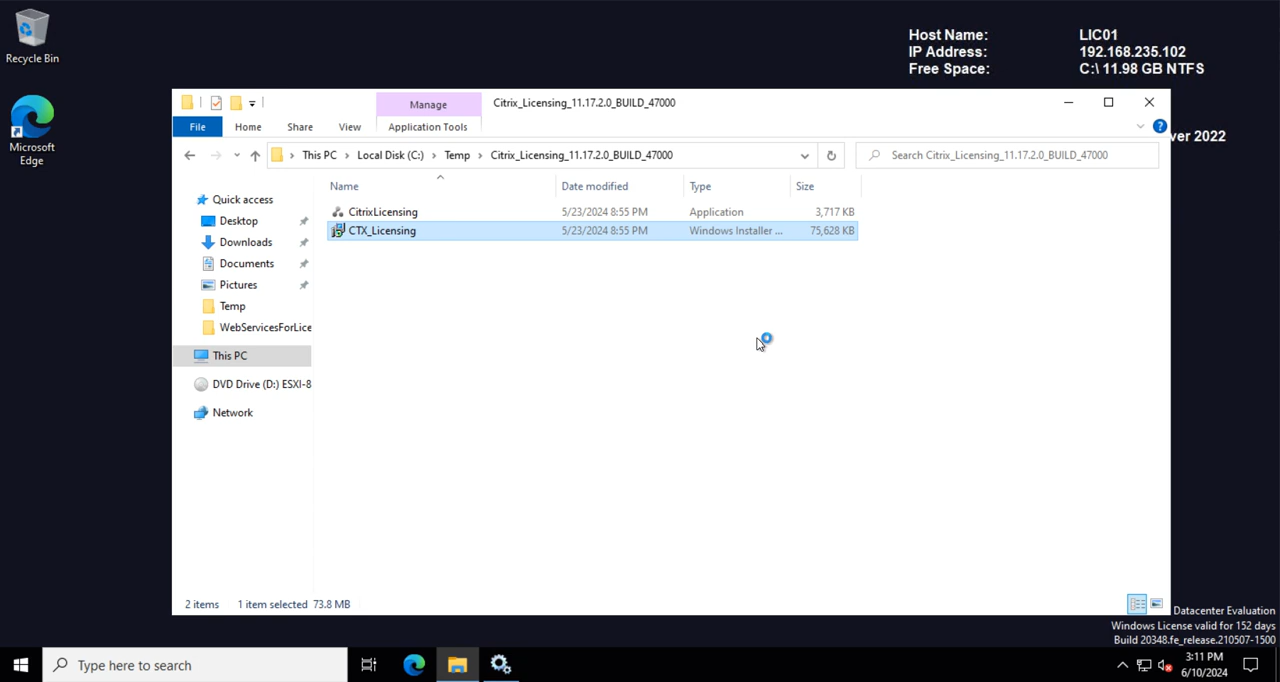 Recycle Bin
Microsoft
Edge
Host Name: LIC01
IP Address: 192.168.235.102
Free Space: C:\ 11.98 GB NTFS
ver 2022
Manage
Citrix_Licensing_11.17.2.0_BUILD_47000
File Home Share View Application Tools
This PC Local Disk (C:) Temp Citrix_Licensing_11.17.2.0_BUILD_47000
Search Citrix_Licensing_11.17.2.0_BUILD_47000
Name Date modified Type Size
CitrixLicensing 5/23/2024 8:55 PM Application 3,717 KB
CTX_Licensing 5/23/2024 8:55 PM Windows Installer ... 75,628 KB
Quick access
Desktop
Downloads
Documents
Pictures
Temp
WebServicesForLice
This PC
DVD Drive (D:) ESXI-8
Network
2 items 1 item selected 73.8 MB
Datacenter Evaluation
Windows License valid for 152 days
Build 20348.fe_release.210507-1500
Type here to search
3:11 PM
6/10/2024